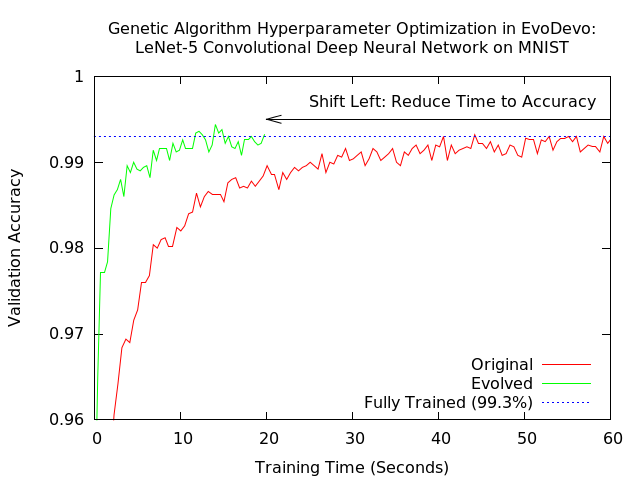 Genetic Algorithm Hyperparameter Optimization in EvoDevo:
LeNet-5 Convolutional Deep Neural Network on MNIST
1
Shift Left: Reduce Time to Accuracy
0.99
0.98
Validation Accuracy
0.97
Original
Evolved
Fully Trained (99.3%)
0.96
0 10 20 30 40 50 60
Training Time (Seconds)